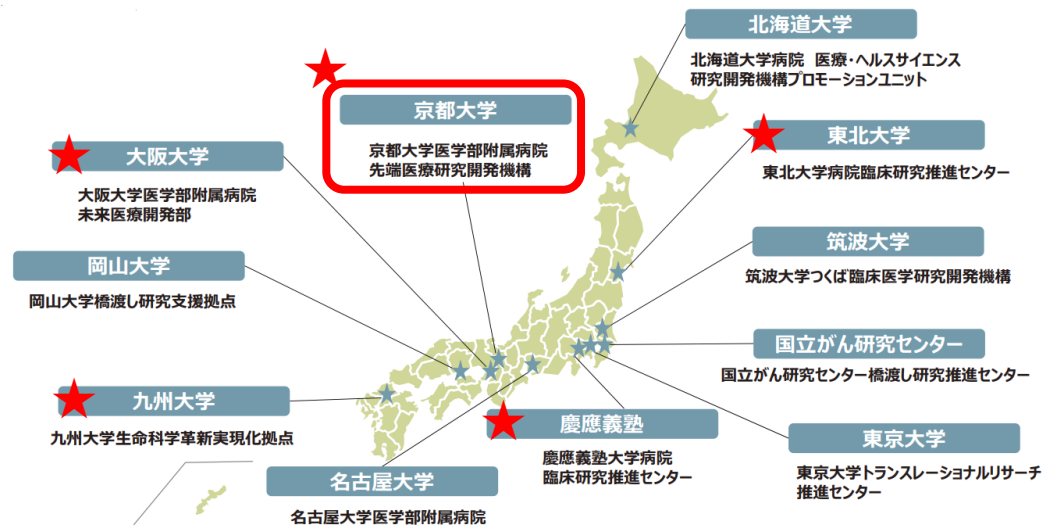 北海道大学
北海道大学病院　医療・ヘルスサイエンス
研究開発機構プロモーションユニット
京都大学
京都大学医学部附属病院
先端医療研究開発機構
東北大学
東北大学病院臨床研究推進センター
大阪大学
大阪大学医学部附属病院
未来医療開発部
筑波大学
筑波大学つくば臨床医学研究開発機構
岡山大学
岡山大学橋渡し研究支援拠点
国立がん研究センター
国立がん研究センター橋渡し研究推進センター
九州大学
九州大学生命科学革新実現化拠点
慶應義塾
慶應義塾大学病院
臨床研究推進センター
東京大学
東京大学トランスレーショナルリサーチ
推進センター
名古屋大学
名古屋大学医学部附属病院